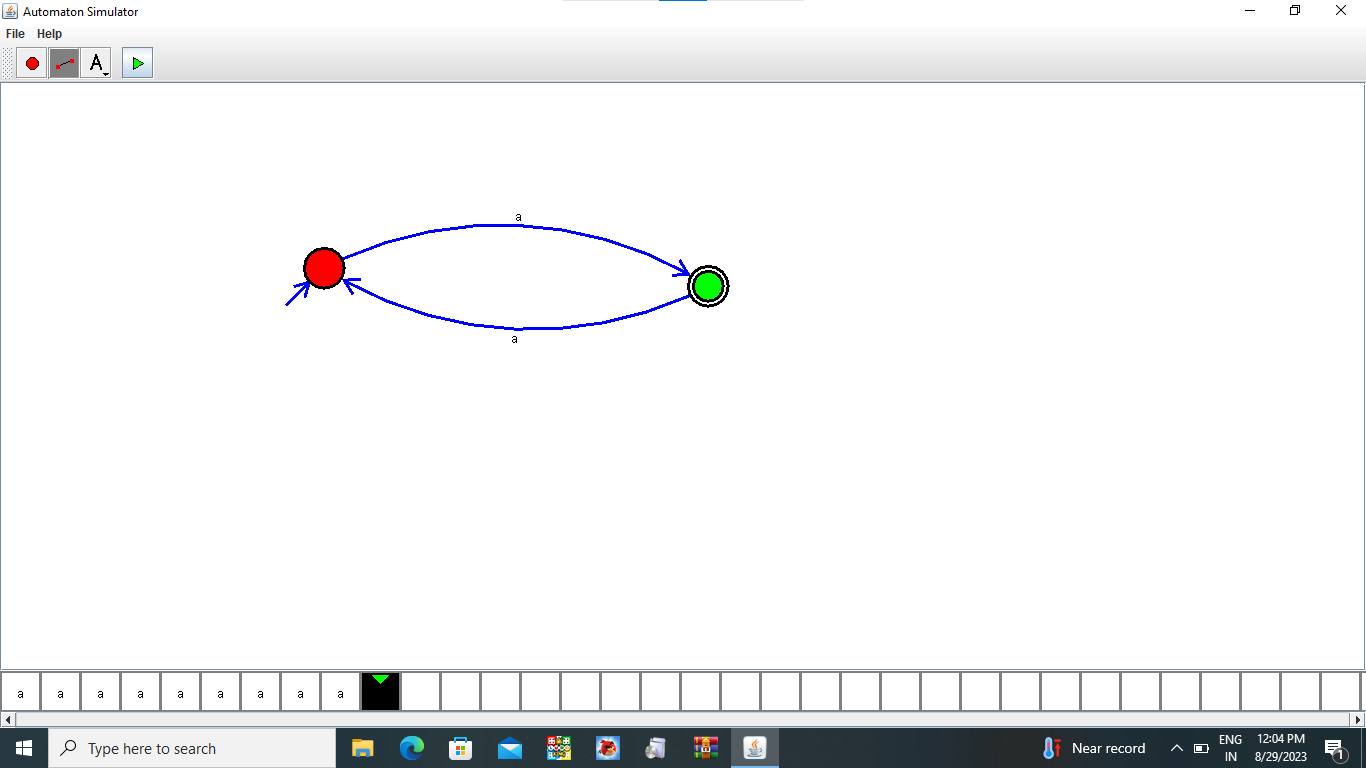 Automaton Simulator
File Help
A
a
a
a a a a a a a a a
Type here to search
Near record
ENG
IN
12:04 PM
8/29/2023
1